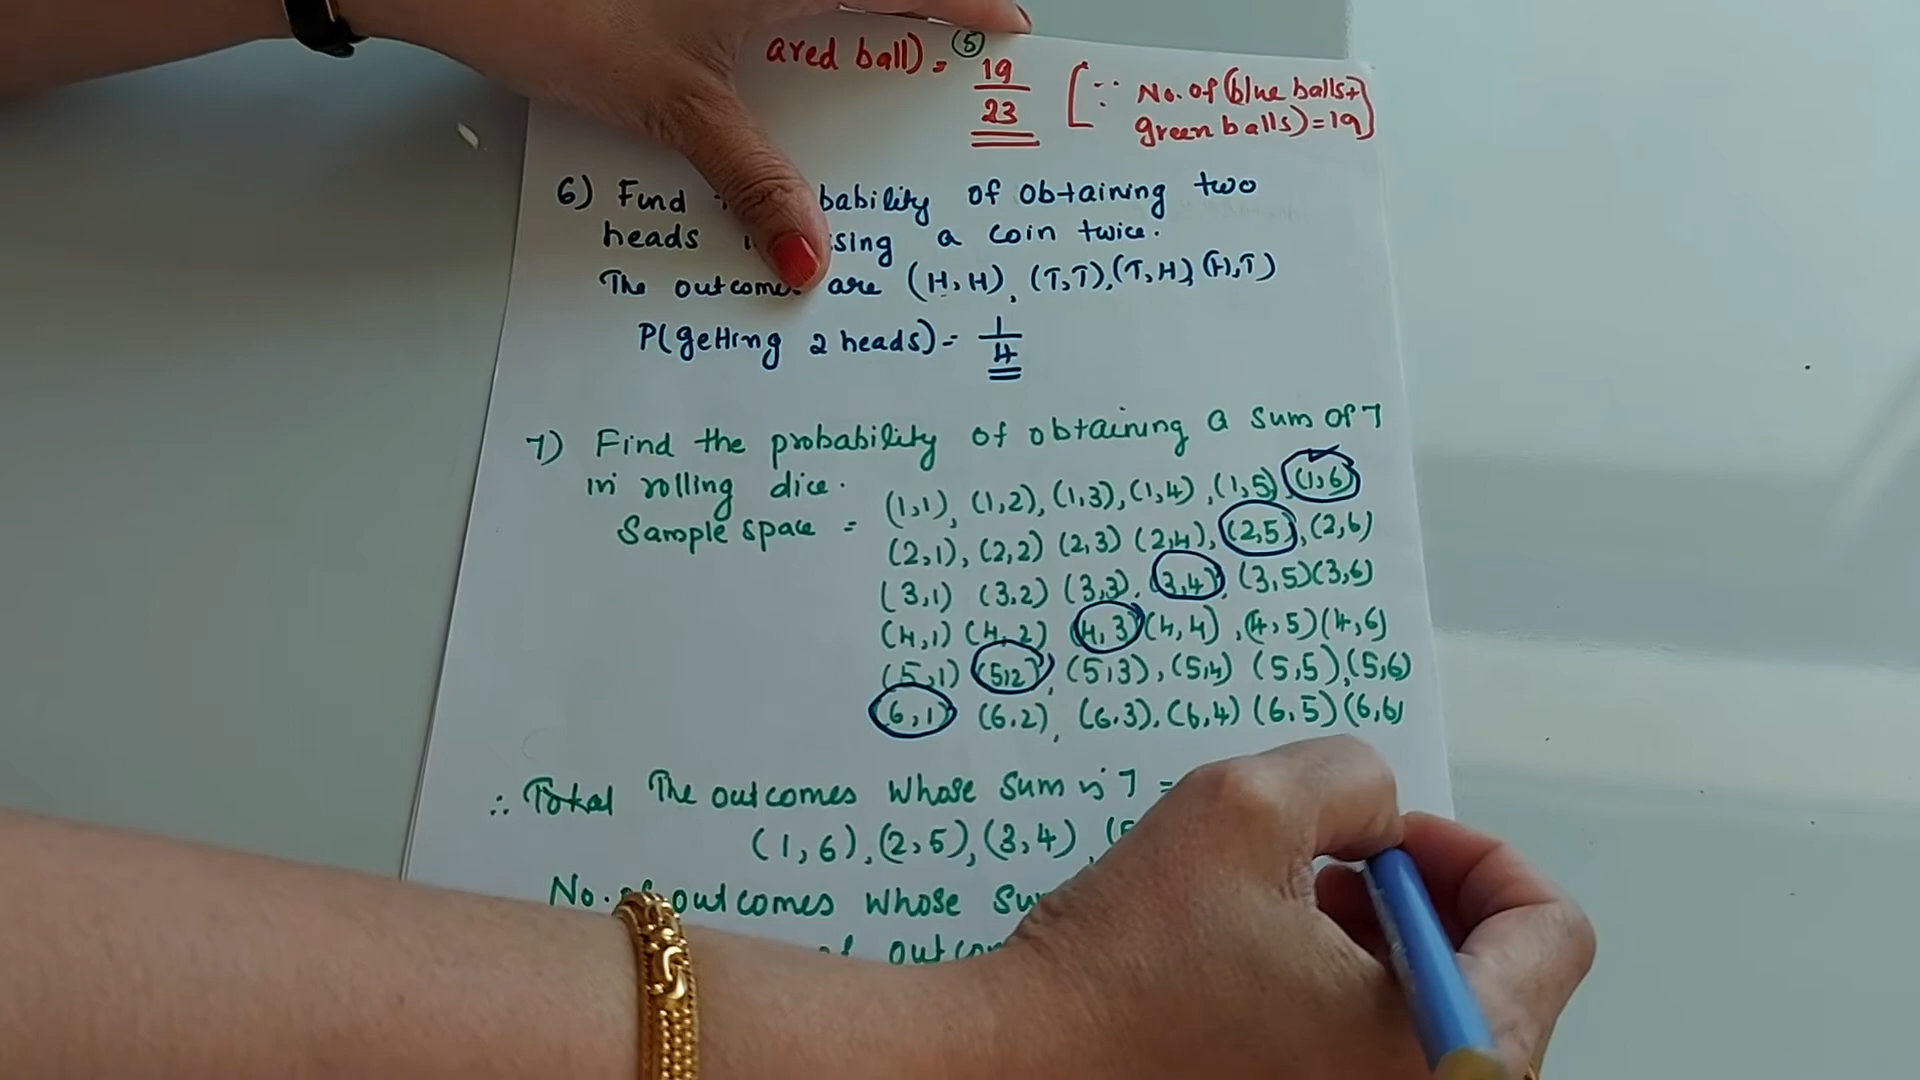 ared ball) = 19/23 [∵ No. of (blue balls +
green balls) = 19]
5
6) Find bability of obtaining two
heads sing a coin twice.
The outcomes are (H,H), (T,T), (T,H), (H,T)
P(getting 2 heads) = 1/4
7) Find the probability of obtaining a sum of 7
in rolling dice.
Sample space = (1,1), (1,2), (1,3), (1,4), (1,5), (1,6)
(2,1), (2,2) (2,3) (2,4), (2,5), (2,6)
(3,1) (3,2) (3,3), (3,4), (3,5) (3,6)
(4,1) (4,2) (4,3) (4,4), (4,5) (4,6)
(5,1) (5,2), (5,3), (5,4) (5,5), (5,6)
(6,1) (6,2), (6,3), (6,4) (6,5) (6,6)
∴ Total The outcomes whose sum is 7 =
(1,6), (2,5), (3,4), (5
No. of outcomes whose su
of outcom